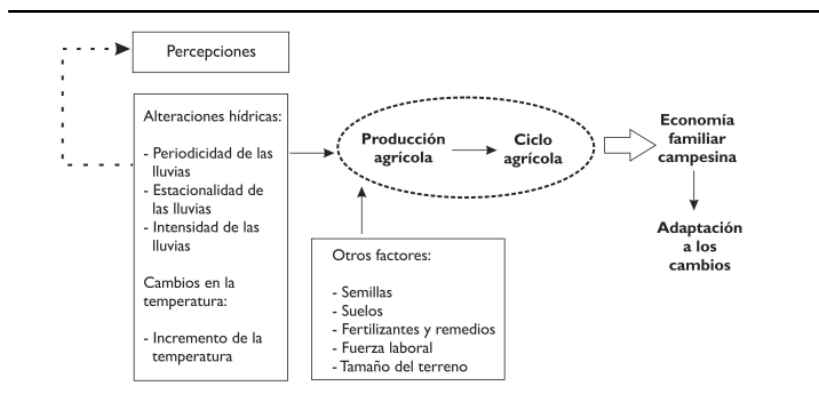 Percepciones
Alteraciones hídricas:
- Periodicidad de las
lluvias
- Estacionalidad de
las lluvias
- Intensidad de las
lluvias
Cambios en la
temperatura:
- Incremento de la
temperatura
Producción
agrícola
Ciclo
agrícola
Otros factores:
- Semillas
- Suelos
- Fertilizantes y remedios
- Fuerza laboral
- Tamaño del terreno
Economía
familiar
campesina
Adaptación
a los
cambios